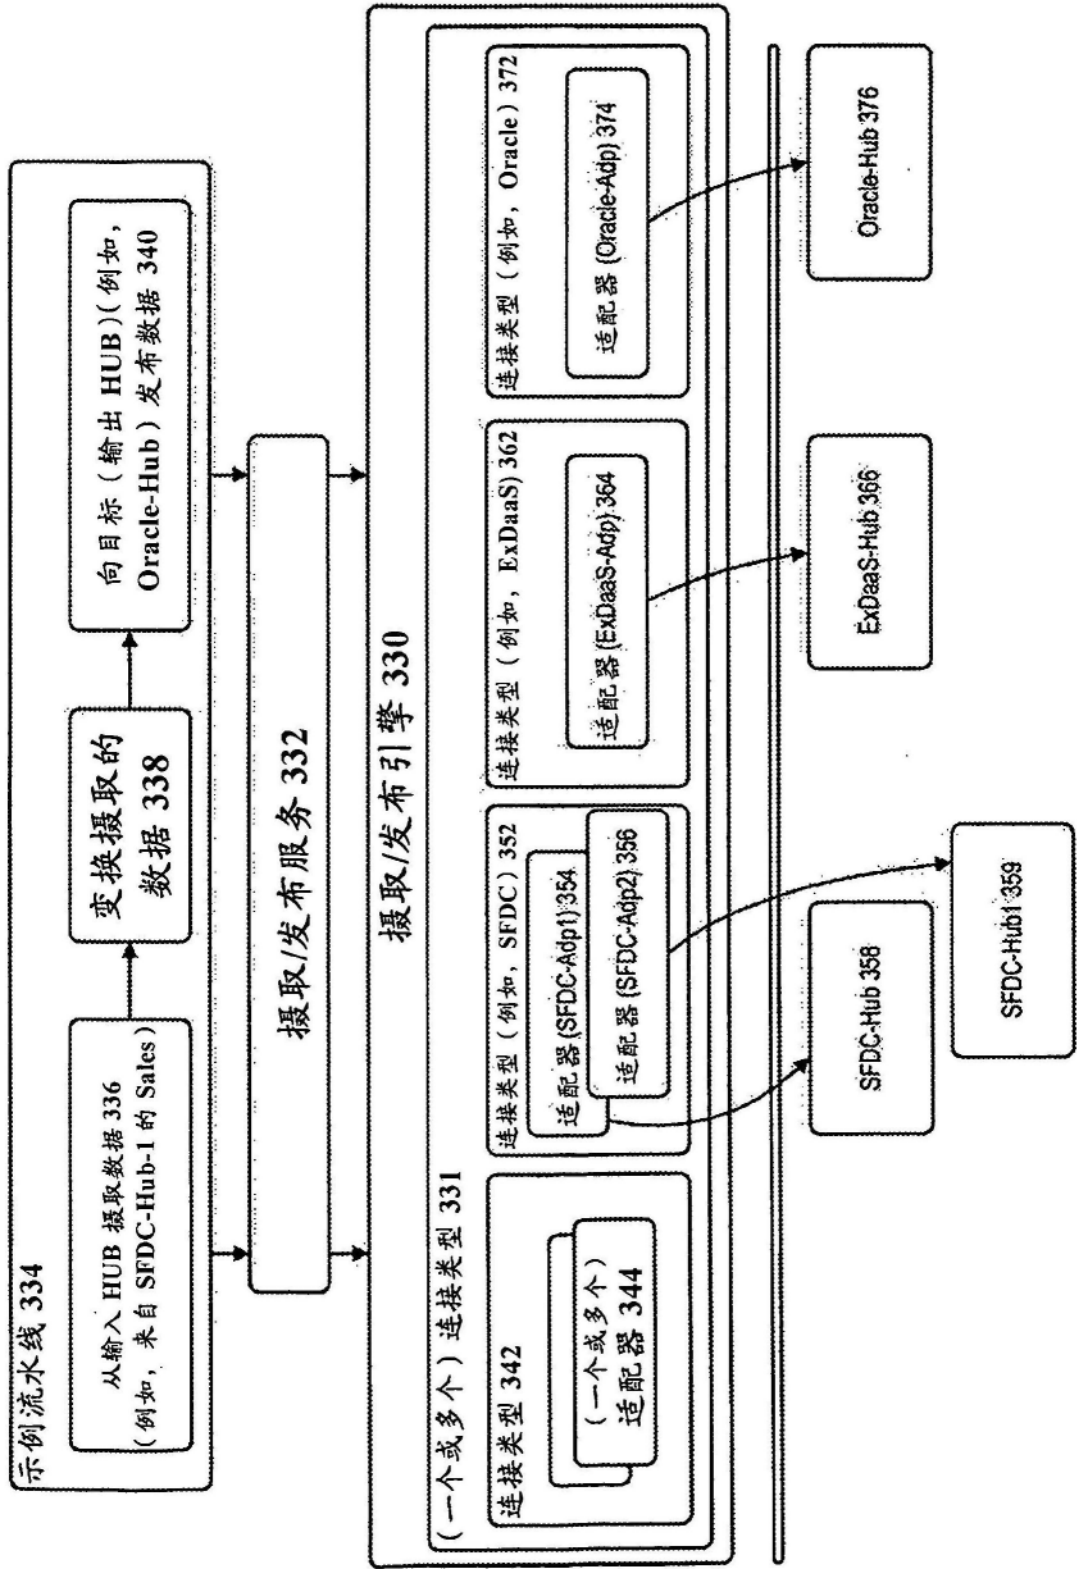 示例流水线 334
从输入 HUB 摄取数据 336
(例如，来自 SFDC-Hub-1 的 Sales)
变换摄取的
数据 338
向目标（输出 HUB)(例如，
Oracle-Hub）发布数据 340
摄取/发布服务 332
摄取/发布引擎 330
(一个或多个）连接类型 331
连接类型 342
(一个或多个）
适配器 344
连接类型（例如，SFDC）352
适配器(SFDC-Adp1) 354
适配器(SFDC-Adp2) 356
连接类型（例如，ExDaaS) 362
适配器(ExDaaS-Adp) 364
连接类型（例如，Oracle）372
适配器(Oracle-Adp) 374
SFDC-Hub 358
SFDC-Hub1 359
ExDaaS-Hub 366
Oracle-Hub 376